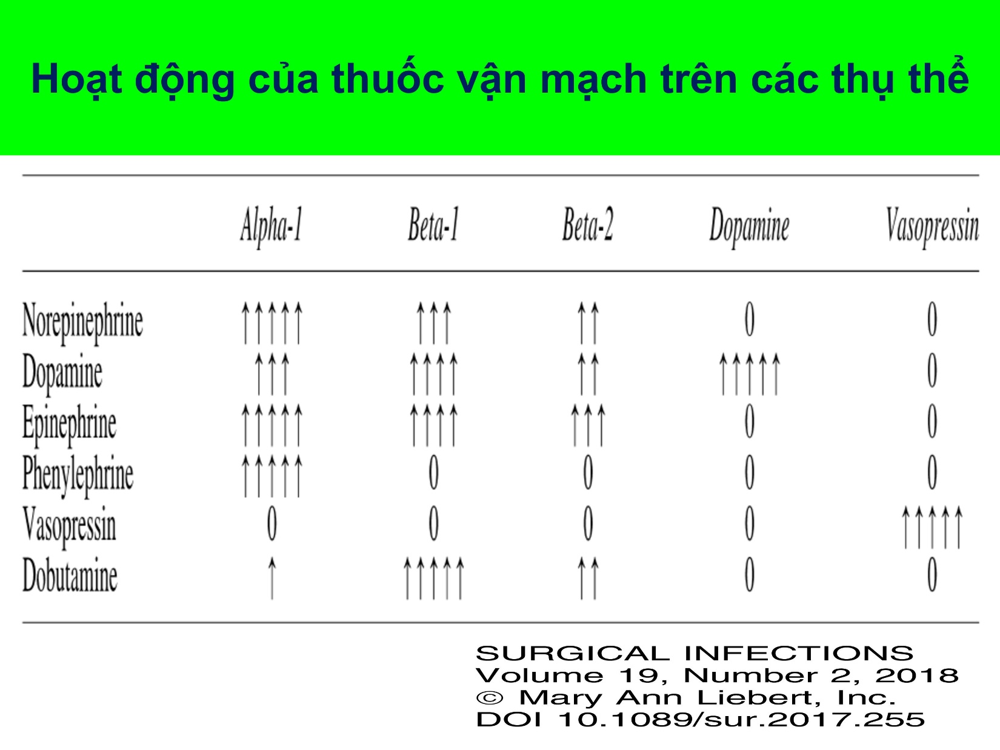 Hoạt động của thuốc vận mạch trên các thụ thể
Alpha-1 Beta-1 Beta-2 Dopamine Vasopressin
Norepinephrine ↑↑↑↑↑ ↑↑↑ ↑↑ 0 0
Dopamine ↑↑↑ ↑↑↑↑ ↑↑ ↑↑↑↑↑ 0
Epinephrine ↑↑↑↑↑ ↑↑↑↑ ↑↑↑ 0 0
Phenylephrine ↑↑↑↑↑ 0 0 0 0
Vasopressin 0 0 0 0 ↑↑↑↑↑
Dobutamine ↑ ↑↑↑↑↑ ↑↑ 0 0
SURGICAL INFECTIONS
Volume 19, Number 2, 2018
© Mary Ann Liebert, Inc.
DOI 10.1089/sur.2017.255